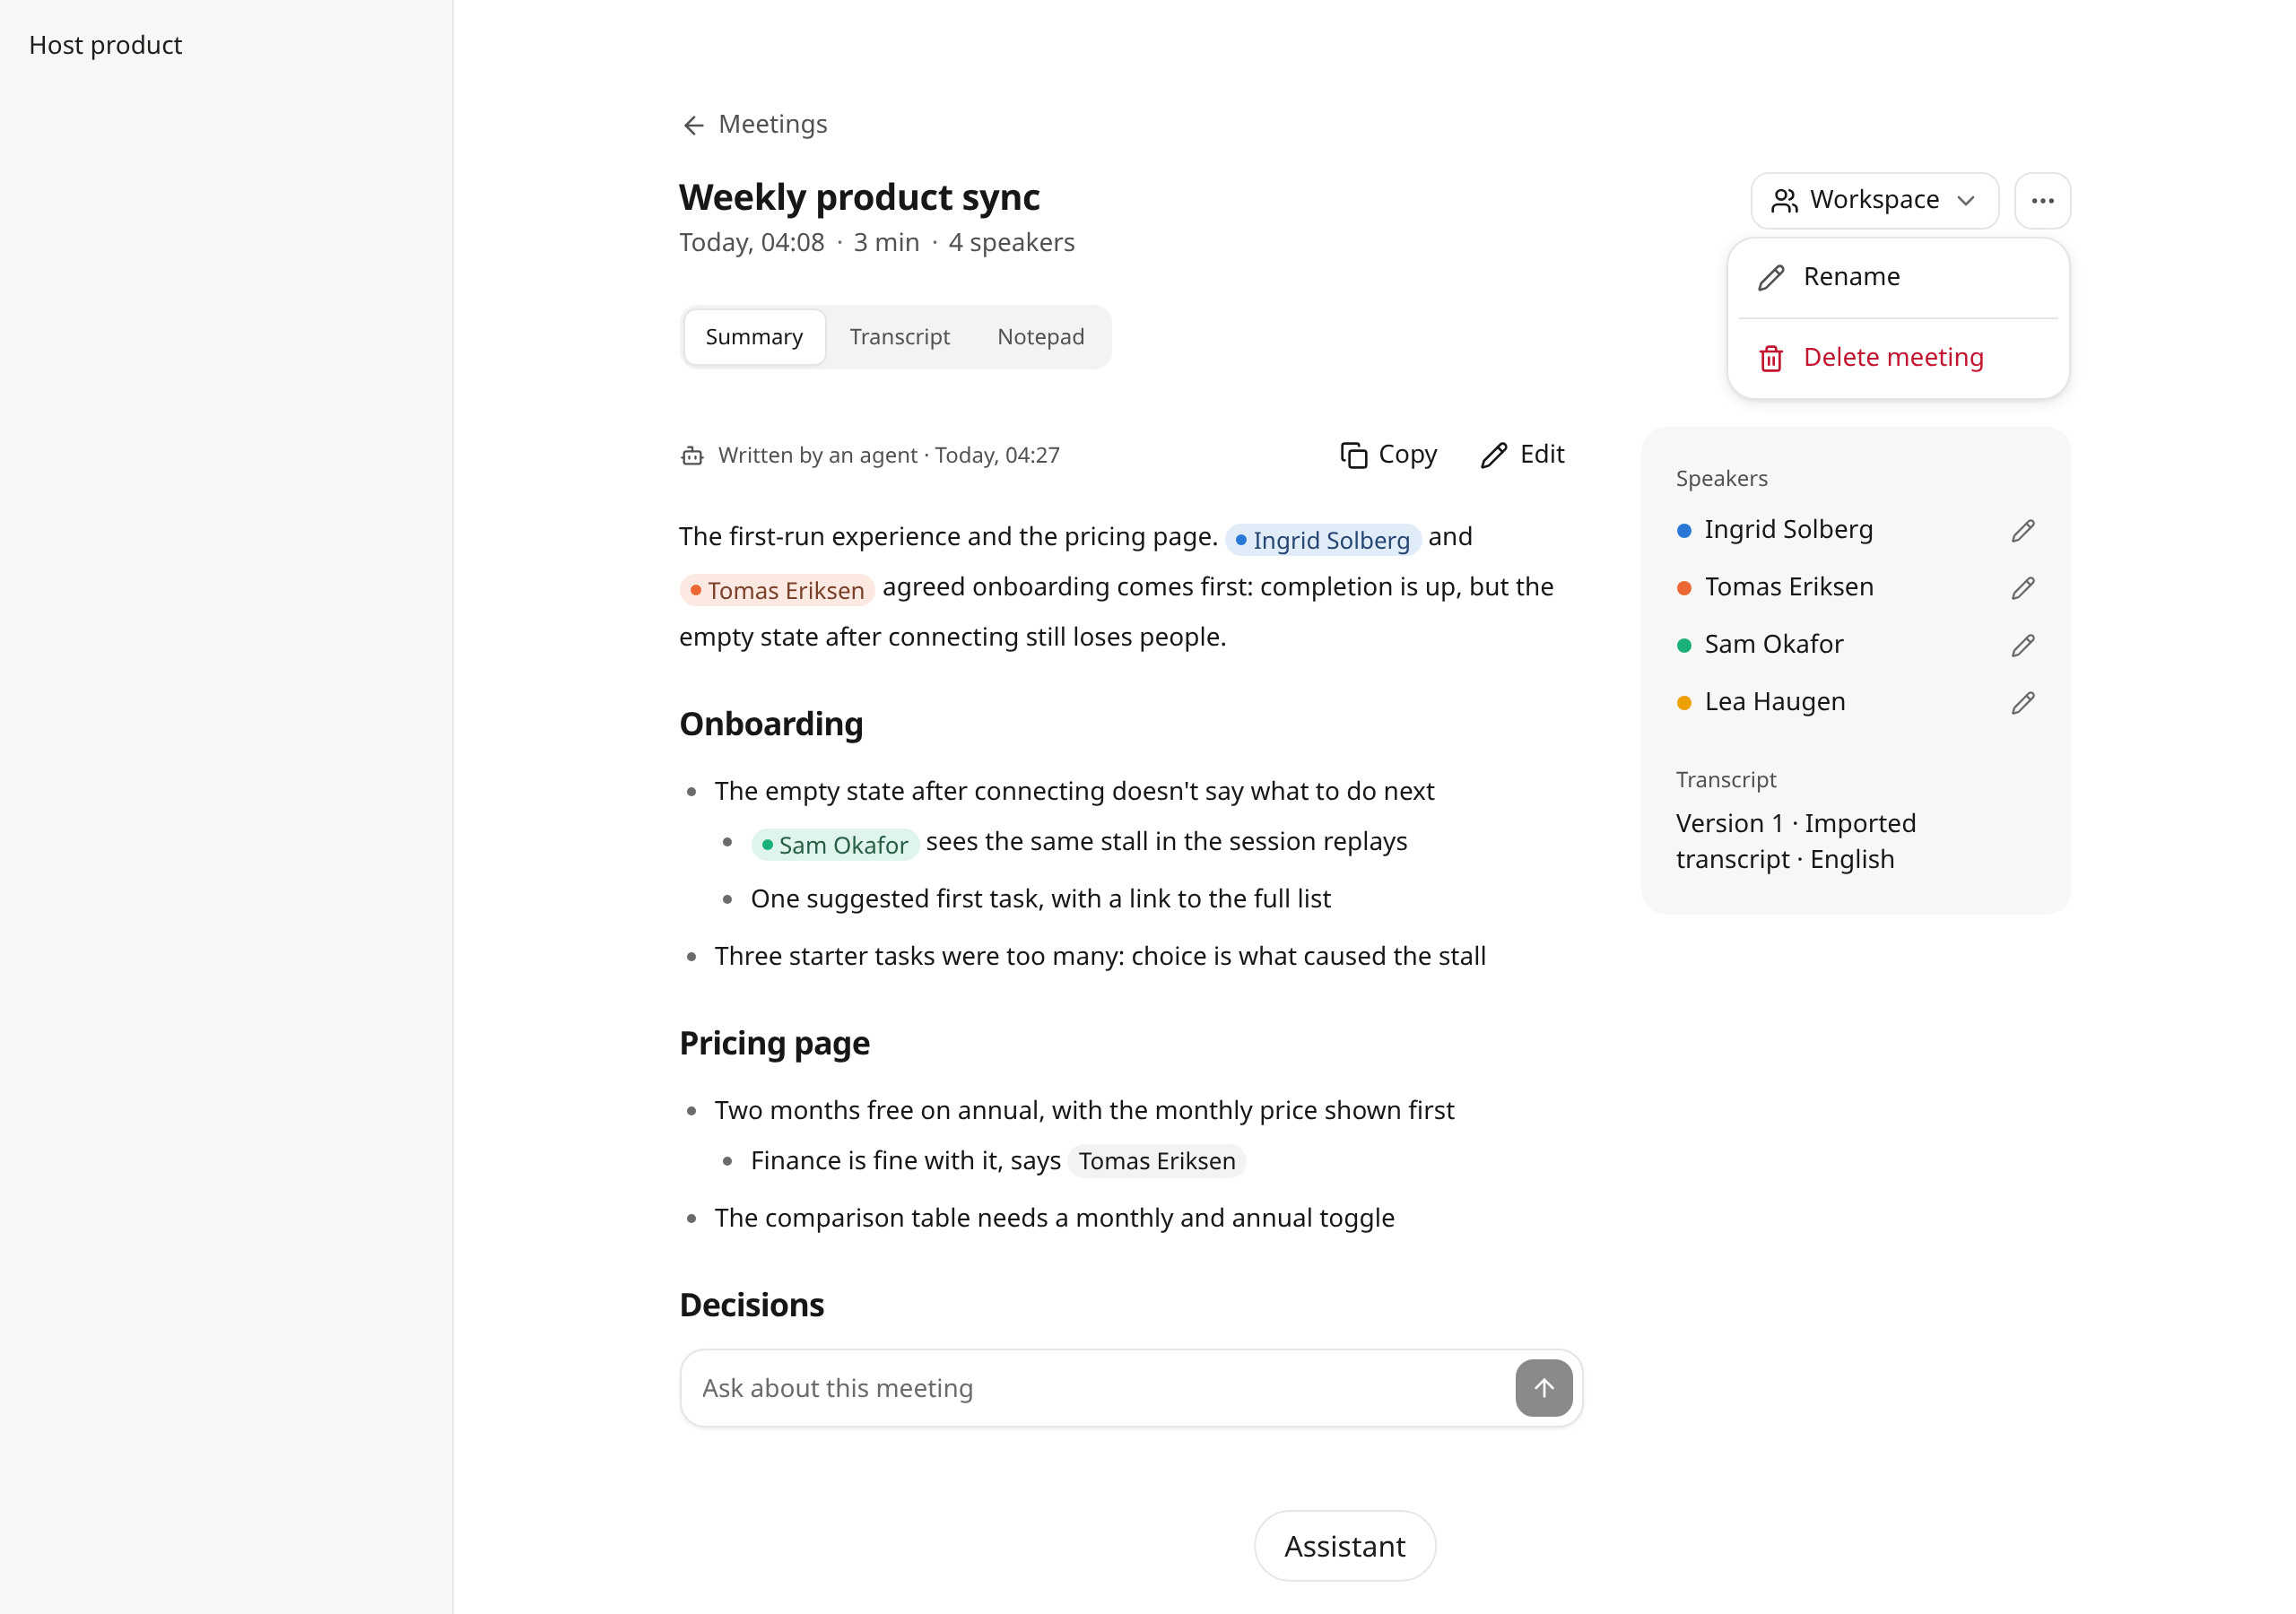 Host product
Meetings
Weekly product sync
Today, 04:08 · 3 min · 4 speakers
Workspace
Rename
Delete meeting
Summary
Transcript
Notepad
Written by an agent · Today, 04:27
Copy
Edit
The first-run experience and the pricing page. Ingrid Solberg and
Tomas Eriksen agreed onboarding comes first: completion is up, but the
empty state after connecting still loses people.
Onboarding
The empty state after connecting doesn't say what to do next
Sam Okafor sees the same stall in the session replays
One suggested first task, with a link to the full list
Three starter tasks were too many: choice is what caused the stall
Pricing page
Two months free on annual, with the monthly price shown first
Finance is fine with it, says Tomas Eriksen
The comparison table needs a monthly and annual toggle
Decisions
Ask about this meeting
Speakers
Ingrid Solberg
Tomas Eriksen
Sam Okafor
Lea Haugen
Transcript
Version 1 · Imported
transcript · English
Assistant